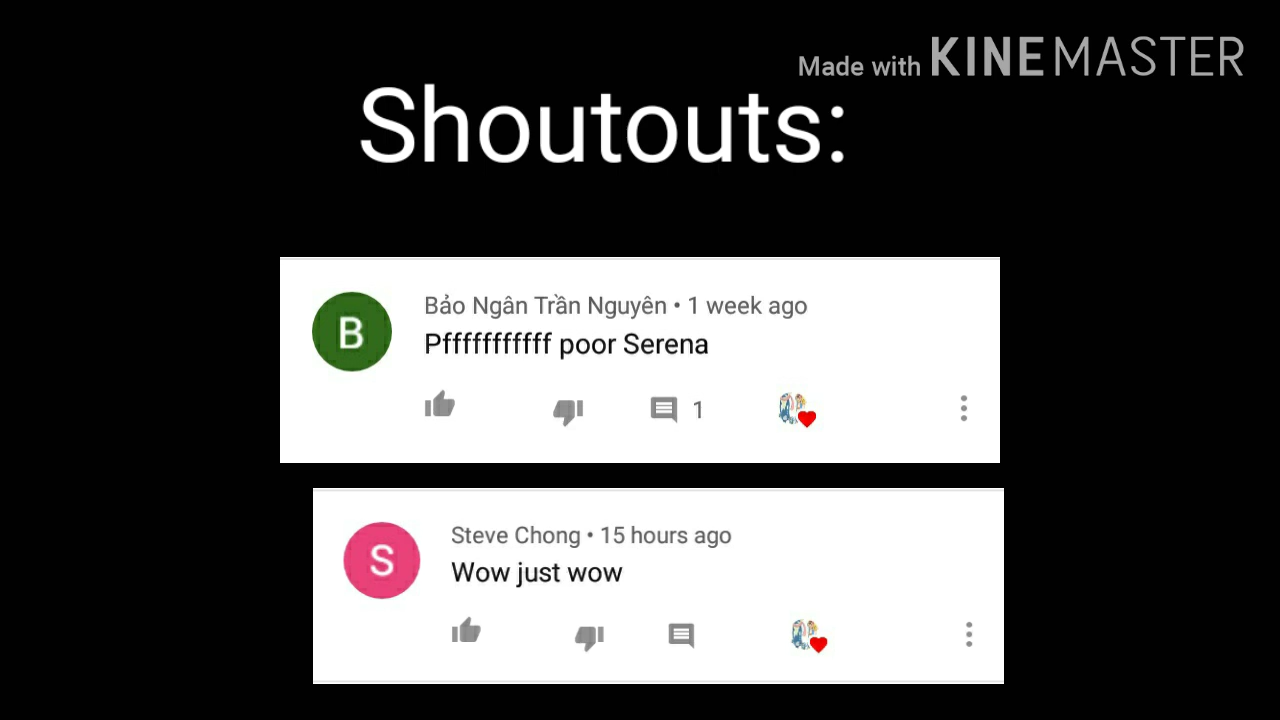 Made with KINEMASTER
Shoutouts:
B
Bảo Ngân Trần Nguyên • 1 week ago
Pfffffffffff poor Serena
1
S
Steve Chong • 15 hours ago
Wow just wow